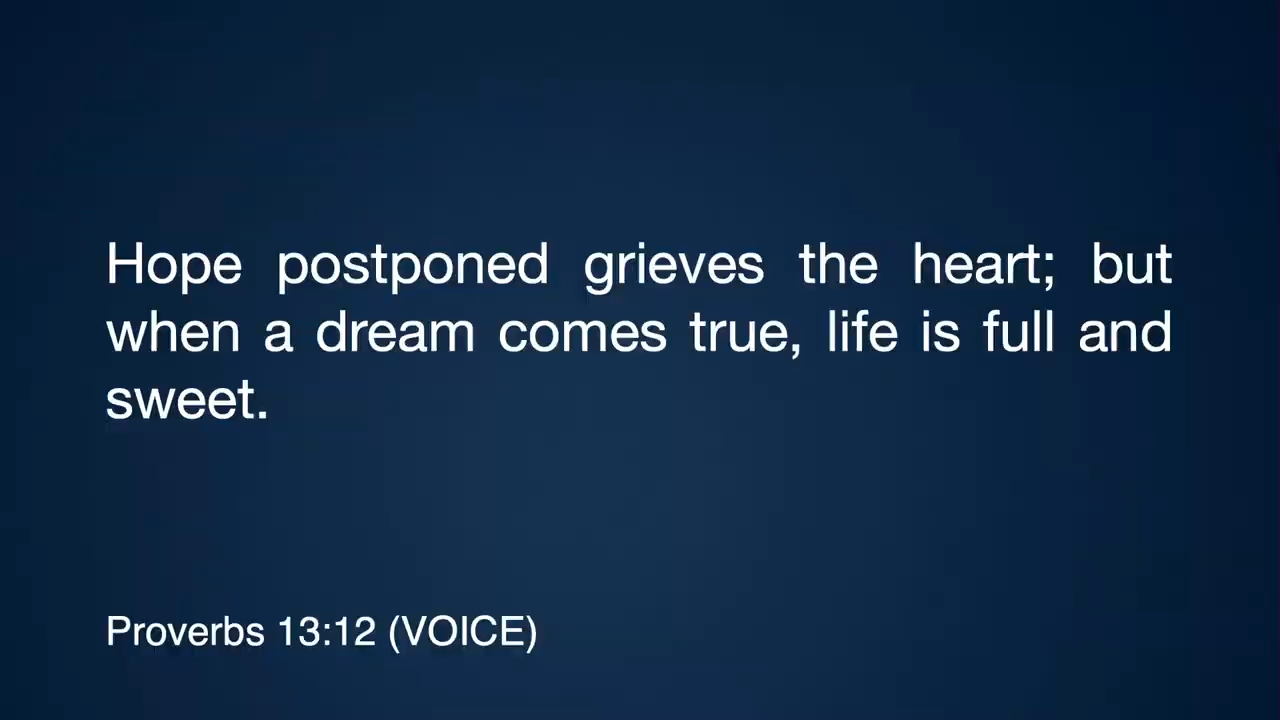 Hope postponed grieves the heart; but
when a dream comes true, life is full and
sweet.
Proverbs 13:12 (VOICE)